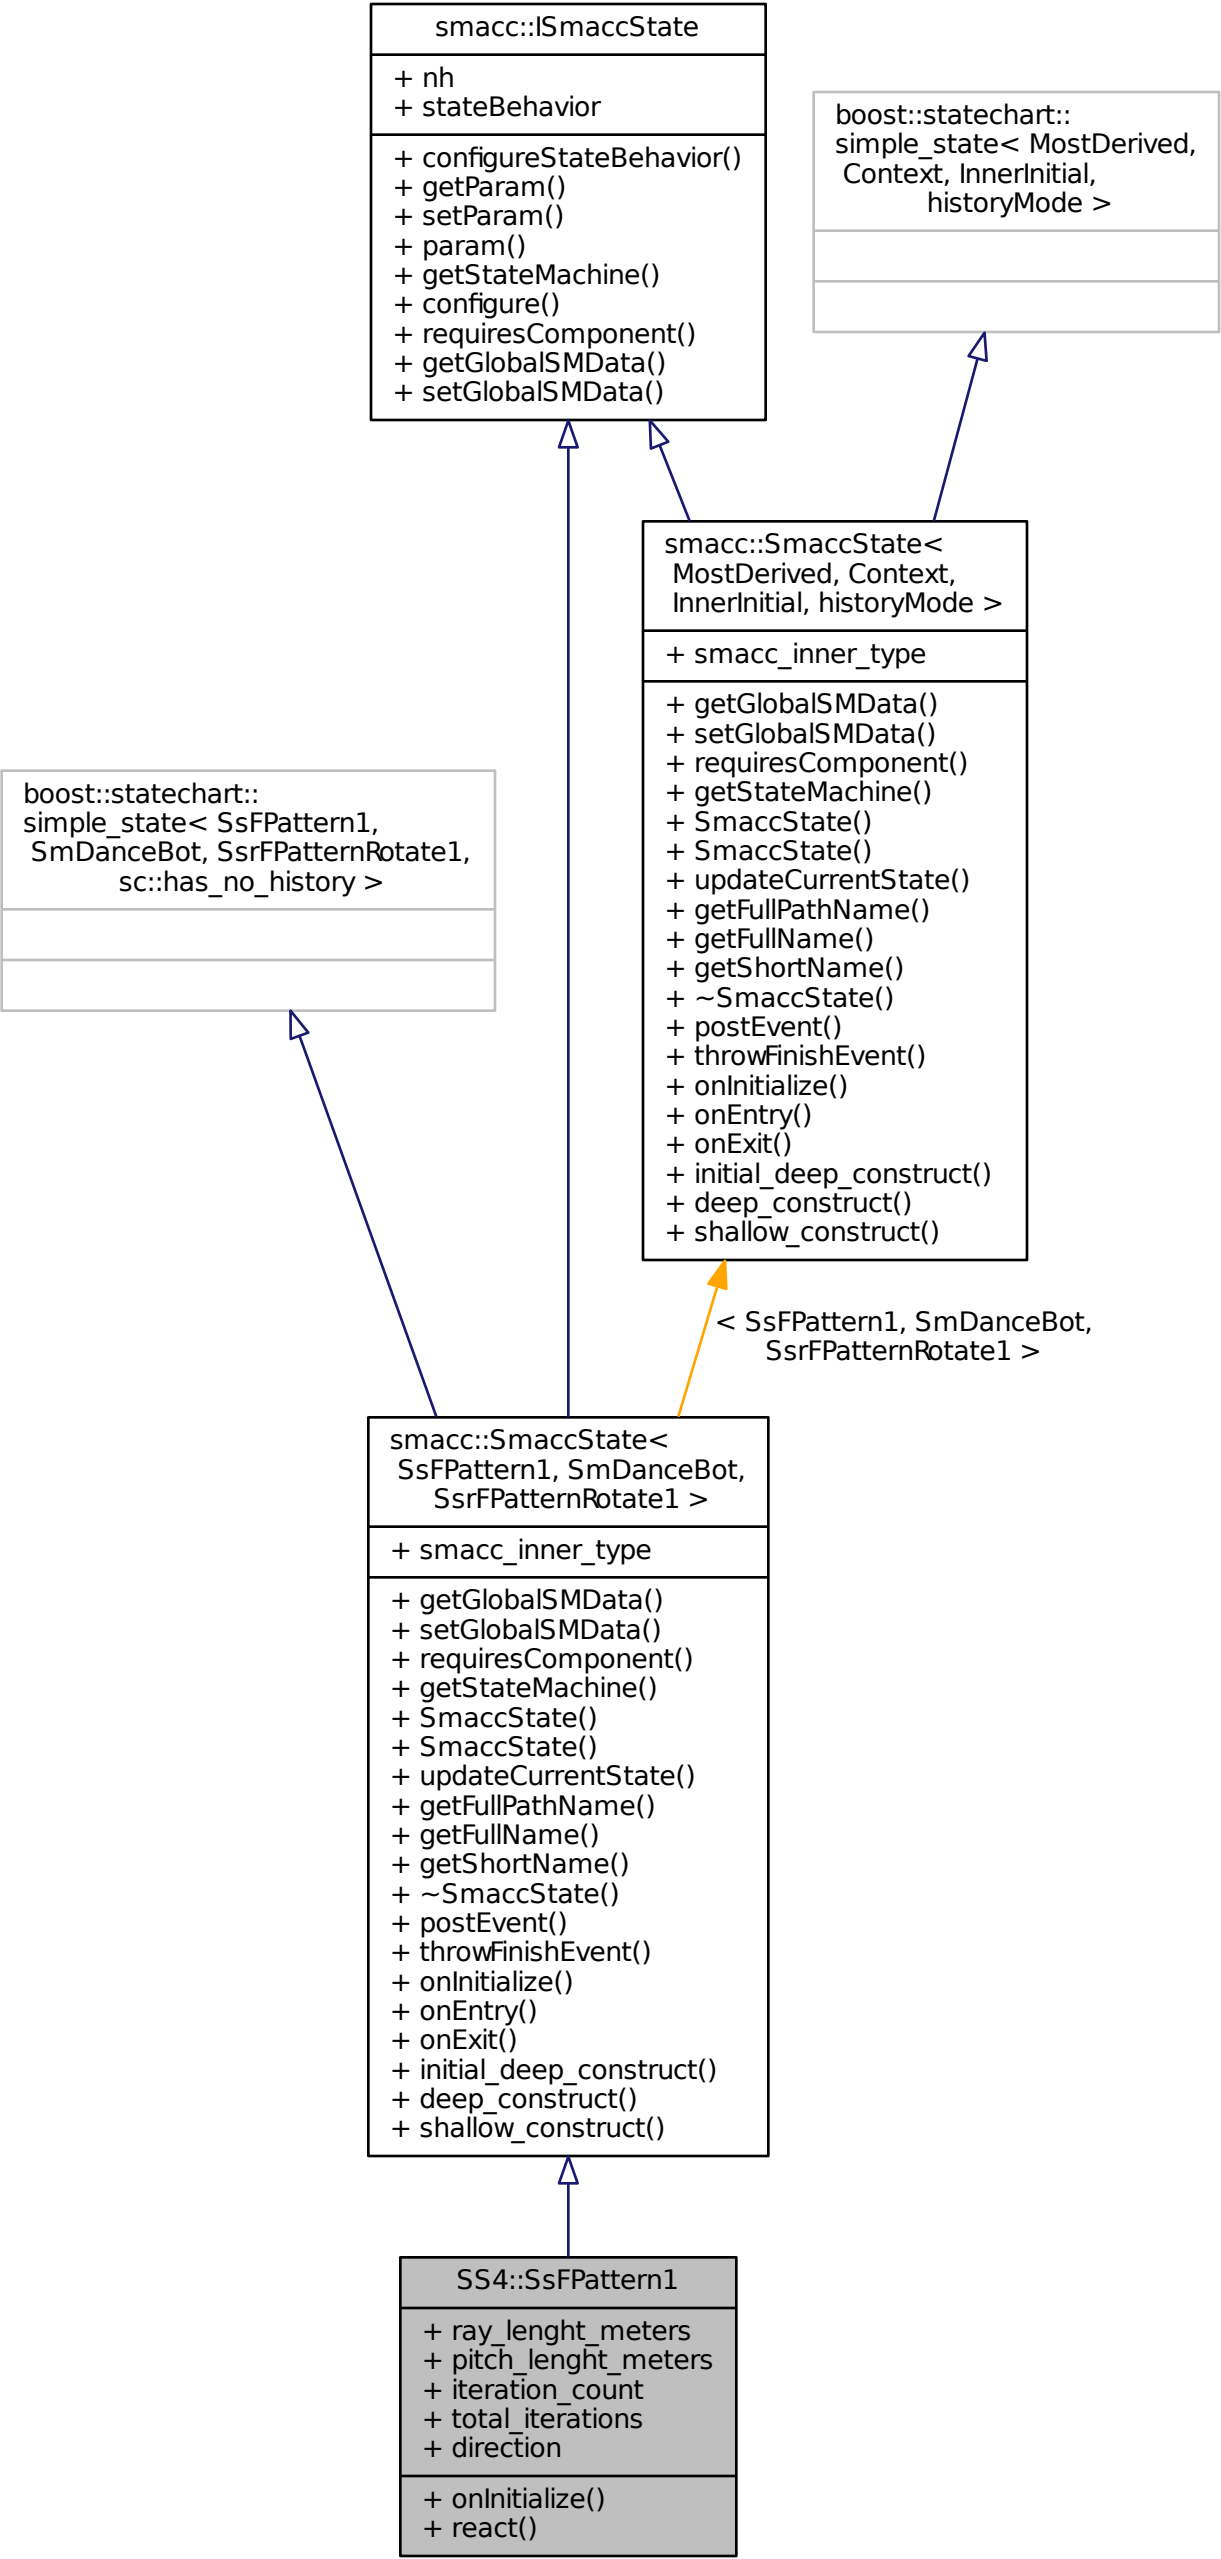 smacc::ISmaccState
+ nh
+ stateBehavior
+ configureStateBehavior()
+ getParam()
+ setParam()
+ param()
+ getStateMachine()
+ configure()
+ requiresComponent()
+ getGlobalSMData()
+ setGlobalSMData()
boost::statechart::
simple_state< MostDerived,
Context, InnerInitial,
historyMode >
smacc::SmaccState<
MostDerived, Context,
InnerInitial, historyMode >
+ smacc_inner_type
+ getGlobalSMData()
+ setGlobalSMData()
+ requiresComponent()
+ getStateMachine()
+ SmaccState()
+ SmaccState()
+ updateCurrentState()
+ getFullPathName()
+ getFullName()
+ getShortName()
+ ~SmaccState()
+ postEvent()
+ throwFinishEvent()
+ onInitialize()
+ onEntry()
+ onExit()
+ initial_deep_construct()
+ deep_construct()
+ shallow_construct()
boost::statechart::
simple_state< SsFPattern1,
SmDanceBot, SsrFPatternRotate1,
sc::has_no_history >
< SsFPattern1, SmDanceBot,
SsrFPatternRotate1 >
smacc::SmaccState<
SsFPattern1, SmDanceBot,
SsrFPatternRotate1 >
+ smacc_inner_type
+ getGlobalSMData()
+ setGlobalSMData()
+ requiresComponent()
+ getStateMachine()
+ SmaccState()
+ SmaccState()
+ updateCurrentState()
+ getFullPathName()
+ getFullName()
+ getShortName()
+ ~SmaccState()
+ postEvent()
+ throwFinishEvent()
+ onInitialize()
+ onEntry()
+ onExit()
+ initial_deep_construct()
+ deep_construct()
+ shallow_construct()
SS4::SsFPattern1
+ ray_lenght_meters
+ pitch_lenght_meters
+ iteration_count
+ total_iterations
+ direction
+ onInitialize()
+ react()